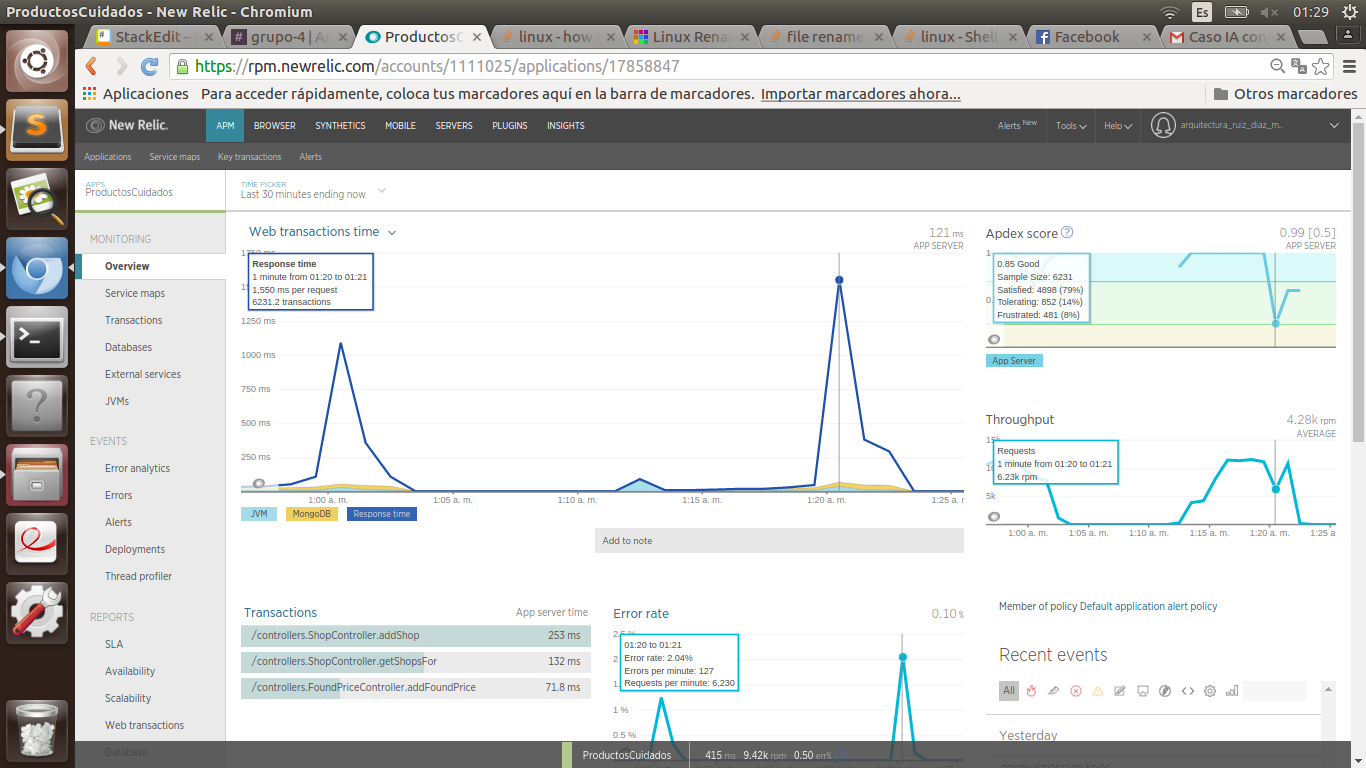 ProductosCuidados - New Relic - Chromium
Es
01:29
StackEdit –
grupo-4 | A
ProductosC
linux - how
Linux Rena
file rename
linux - Shell
Facebook
Gmail Caso IA con
https://rpm.newrelic.com/accounts/1111025/applications/17858847
Aplicaciones
Para acceder rápidamente, coloca tus marcadores aquí en la barra de marcadores. Importar marcadores ahora...
Otros marcadores
New Relic.
APM BROWSER SYNTHETICS MOBILE SERVERS PLUGINS INSIGHTS
Alerts New
Tools
Help
arquitectura_ruiz_diaz_m..
Applications Service maps Key transactions Alerts
APPS
ProductosCuidados
TIME PICKER
Last 30 minutes ending now
MONITORING
Overview
Service maps
Transactions
Databases
External services
JVMs
EVENTS
Error analytics
Errors
Alerts
Deployments
Thread profiler
REPORTS
SLA
Availability
Scalability
Web transactions
Database
Web transactions time
121 ms
APP SERVER
1750 ms
Response time
1 minute from 01:20 to 01:21
1,550 ms per request
6231.2 transactions
1250 ms
1000 ms
750 ms
500 ms
250 ms
1:00 a. m.
1:05 a. m.
1:10 a. m.
1:15 a. m.
1:20 a. m.
1:25 a. r
JVM
MongoDB
Response time
Add to note
Apdex score ?
0.99 [0.5]
APP SERVER
1
0.85 Good
Sample Size: 6231
Satisfied: 4898 (79%)
Tolerating: 852 (14%)
Frustrated: 481 (8%)
App Server
Throughput
4.28k rpm
AVERAGE
Requests
1 minute from 01:20 to 01:21
6.23k rpm
5k
1:00 a. m.
1:05 a. m.
1:10 a. m.
1:15 a. m.
1:20 a. m.
1:25 a
Transactions
App server time
/controllers.ShopController.addShop 253 ms
/controllers.ShopController.getShopsFor 132 ms
/controllers.FoundPriceController.addFoundPrice 71.8 ms
Error rate
0.10 %
01:20 to 01:21
Error rate: 2.04%
Errors per minute: 127
Requests per minute: 6,230
1 %
0.5 %
Member of policy Default application alert policy
Recent events
All
Yesterday
ProductosCuidados
415 ms 9.42k rpm 0.50 err%